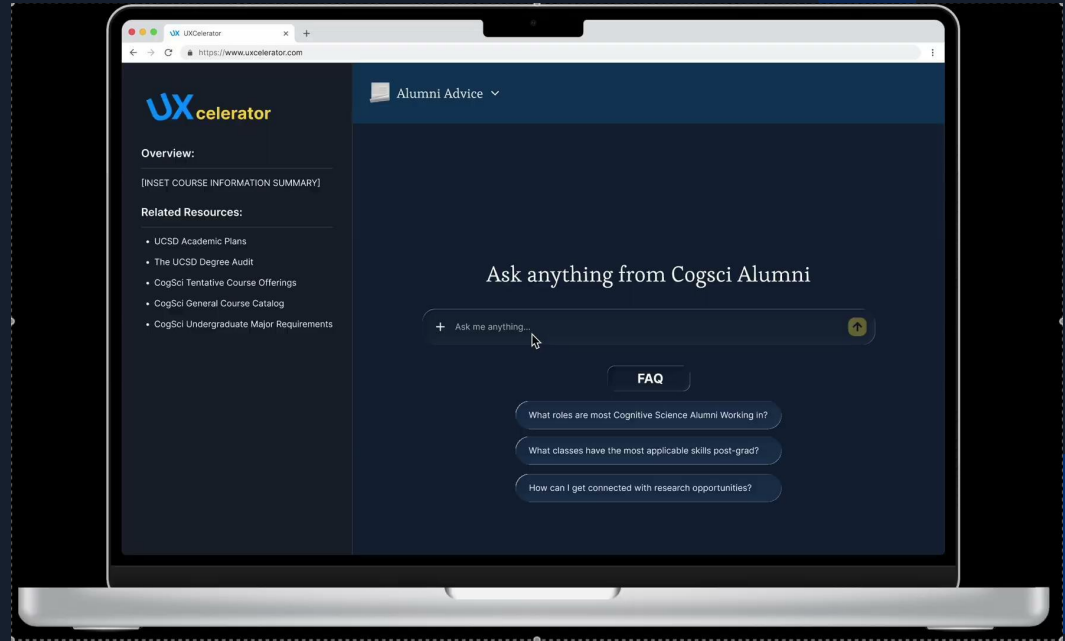 UX UXCelerator
https://www.uxcelerator.com
UXcelerator
Overview:
[INSET COURSE INFORMATION SUMMARY]
Related Resources:
• UCSD Academic Plans
• The UCSD Degree Audit
• CogSci Tentative Course Offerings
• CogSci General Course Catalog
• CogSci Undergraduate Major Requirements
Alumni Advice
Ask anything from Cogsci Alumni
Ask me anything...
FAQ
What roles are most Cognitive Science Alumni Working in?
What classes have the most applicable skills post-grad?
How can I get connected with research opportunities?